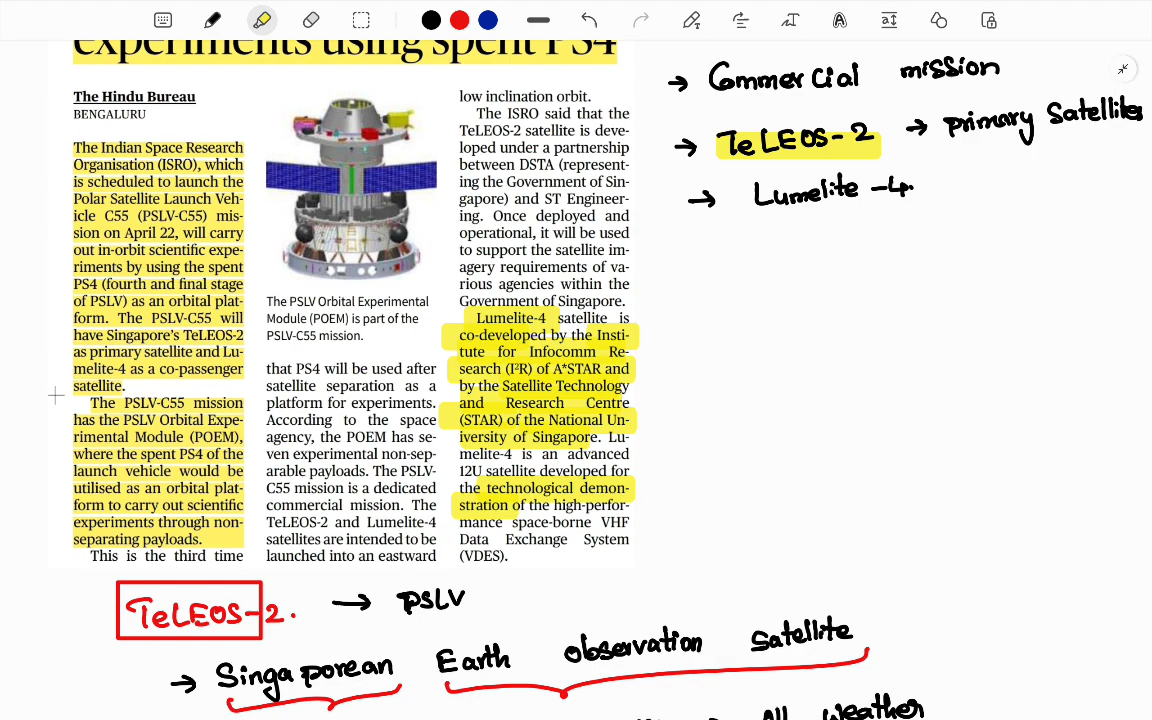 experiments using spent PS4
The Hindu Bureau
BENGALURU
The Indian Space Research
Organisation (ISRO), which
is scheduled to launch the
Polar Satellite Launch Veh-
icle C55 (PSLV-C55) mis-
sion on April 22, will carry
out in-orbit scientific expe-
riments by using the spent
PS4 (fourth and final stage
of PSLV) as an orbital plat-
form. The PSLV-C55 will
have Singapore's TeLEOS-2
as primary satellite and Lu-
melite-4 as a co-passenger
satellite.
The PSLV-C55 mission
has the PSLV Orbital Expe-
rimental Module (POEM),
where the spent PS4 of the
launch vehicle would be
utilised as an orbital plat-
form to carry out scientific
experiments through non-
separating payloads.
This is the third time
The PSLV Orbital Experimental
Module (POEM) is part of the
PSLV-C55 mission.
that PS4 will be used after
satellite separation as a
platform for experiments.
According to the space
agency, the POEM has se-
ven experimental non-sep-
arable payloads. The PSLV-
C55 mission is a dedicated
commercial mission. The
TeLEOS-2 and Lumelite-4
satellites are intended to be
launched into an eastward
low inclination orbit.
The ISRO said that the
TeLEOS-2 satellite is deve-
loped under a partnership
between DSTA (represent-
ing the Government of Sin-
gapore) and ST Engineer-
ing. Once deployed and
operational, it will be used
to support the satellite im-
agery requirements of va-
rious agencies within the
Government of Singapore.
Lumelite-4 satellite is
co-developed by the Insti-
tute for Infocomm Re-
search (I²R) of A*STAR and
by the Satellite Technology
and Research Centre
(STAR) of the National Un-
iversity of Singapore. Lu-
melite-4 is an advanced
12U satellite developed for
the technological demon-
stration of the high-perfor-
mance space-borne VHF
Data Exchange System
(VDES).
→ Commercial mission
→ TeLEOS-2 → primary Satellites
→ Lumelite-4.
TeLEOS-2. → PSLV
→ Singaporean Earth observation Satellite
All weather